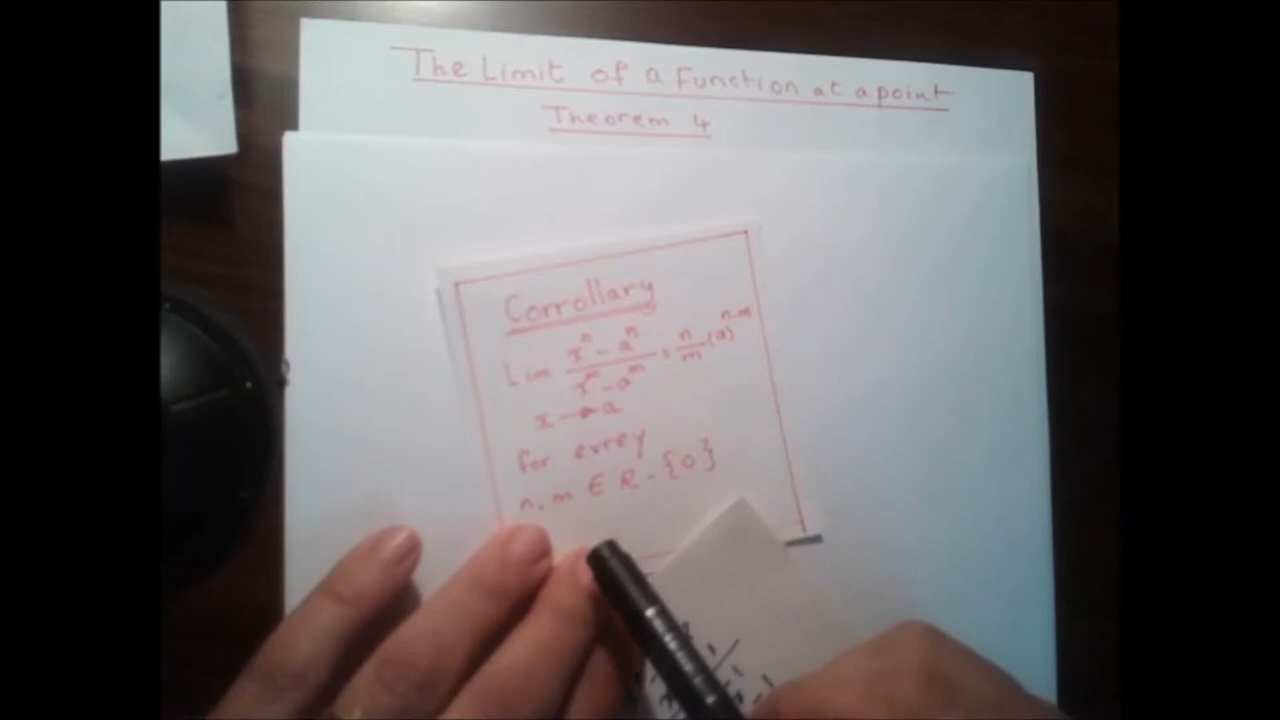 The Limit of a Function at a point
Theorem 4
Corrollary
Lim x^n - a^n / x^m - a^m = n/m (a)^n-m
x → a
for evrey
n, m ∈ R - {0}